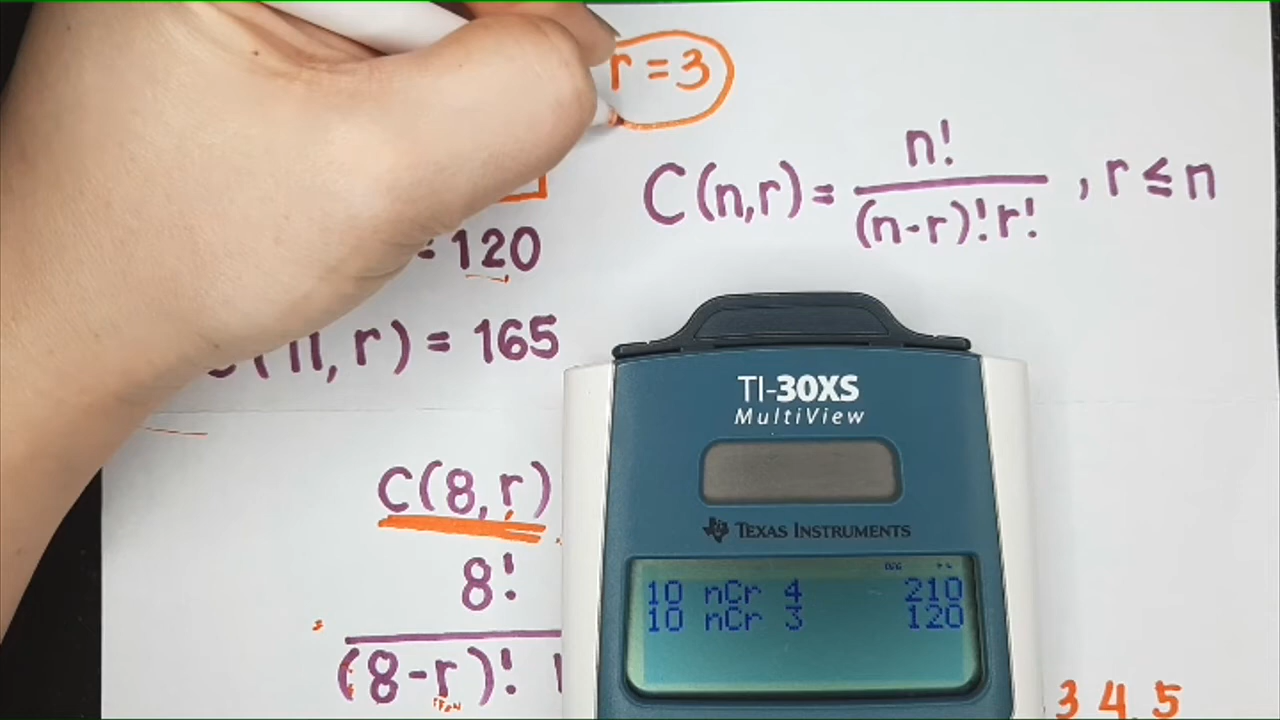 r = 3
C(n,r) = n!
(n-r)!r! , r ≤ n
= 120
(11, r) = 165
TI-30XS
MultiView
C(8,r)
TEXAS INSTRUMENTS
DEG
10 nCr 4 210
10 nCr 3 120
8!
(8-r)!
3 4 5